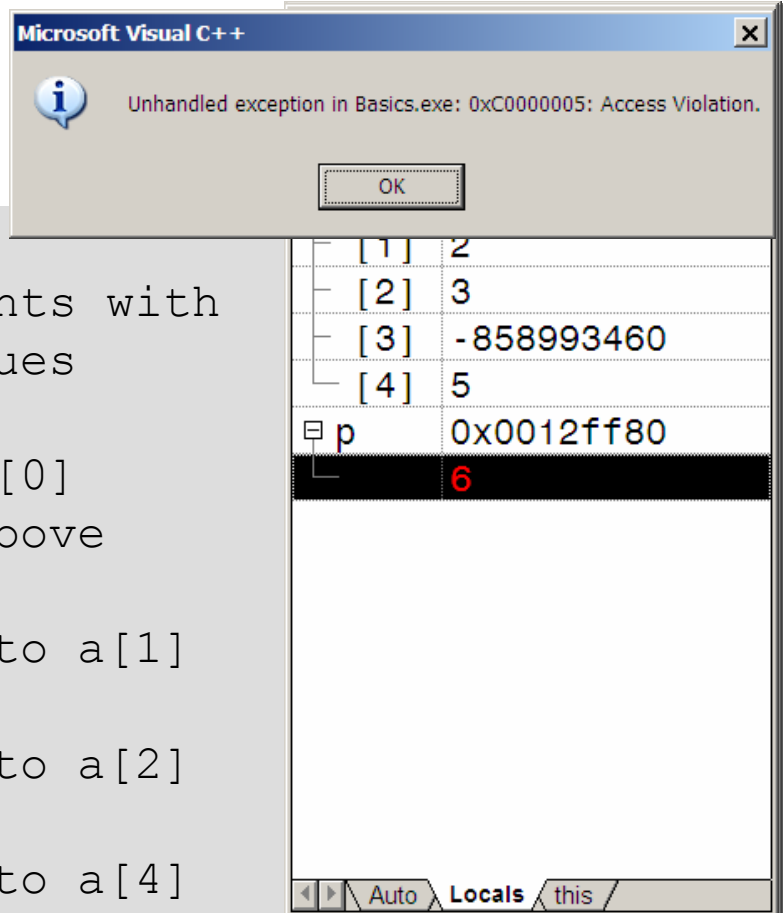 Microsoft Visual C++
Unhandled exception in Basics.exe: 0xC0000005: Access Violation.
OK
[1] 2
nts with
[2] 3
ues
[3] -858993460
[4] 5
p 0x0012ff80
[0]
6
bove
to a[1]
to a[2]
to a[4]
Auto Locals this